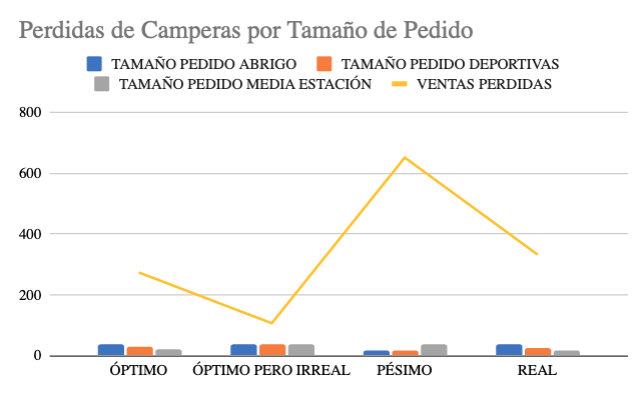 Perdidas de Camperas por Tamaño de Pedido
TAMAÑO PEDIDO ABRIGO TAMAÑO PEDIDO DEPORTIVAS
TAMAÑO PEDIDO MEDIA ESTACIÓN VENTAS PERDIDAS
800
600
400
200
0
ÓPTIMO ÓPTIMO PERO IRREAL PÉSIMO REAL